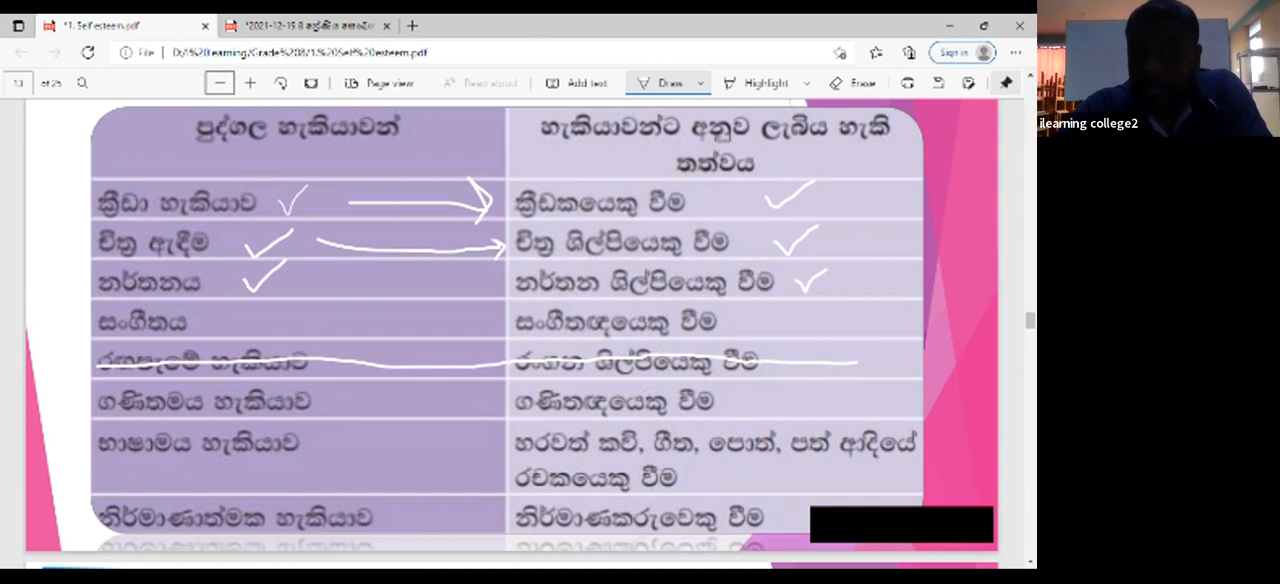 *1. Self esteem.pdf
*2021-12-19 8 ශ්‍රේණිය
File
D:/i%20Learning/Grade%208/1.%20Self%20esteem.pdf
Sign in
13 of 25
Page view
Read aloud
Add text
Draw
Highlight
Erase
ilearning college2
පුද්ගල හැකියාවන්
හැකියාවන්ට අනුව ලැබිය හැකි
තත්වය
ක්‍රීඩා හැකියාව
ක්‍රීඩකයෙකු වීම
චිත්‍ර ඇඳීම
චිත්‍ර ශිල්පියෙකු වීම
නර්තනය
නර්තන ශිල්පියෙකු වීම
සංගීතය
සංගීතඥයෙකු වීම
රඟපෑමේ හැකියාව
රංගන ශිල්පියෙකු වීම
ගණිතමය හැකියාව
ගණිතඥයෙකු වීම
භාෂාමය හැකියාව
හරවත් කවි, ගීත, පොත්, පත් ආදියේ
රචකයෙකු වීම
නිර්මාණාත්මක හැකියාව
නිර්මාණකරුවෙකු වීම